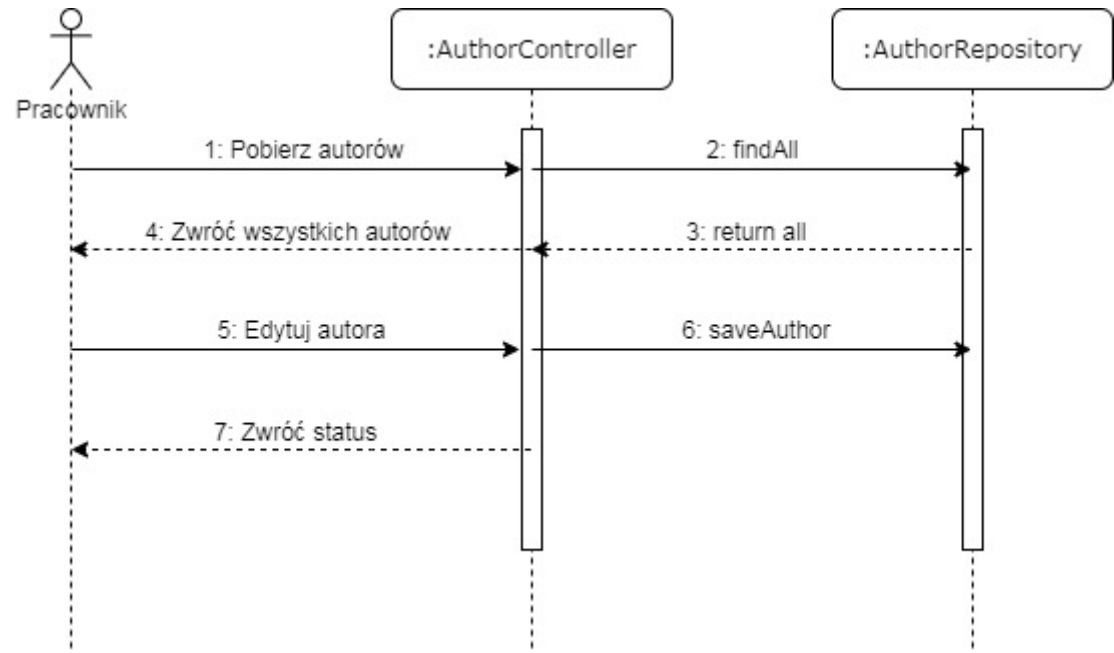 :AuthorController
:AuthorRepository
Pracownik
1: Pobierz autorów
2: findAll
4: Zwróć wszystkich autorów
3: return all
5: Edytuj autora
6: saveAuthor
7: Zwróć status